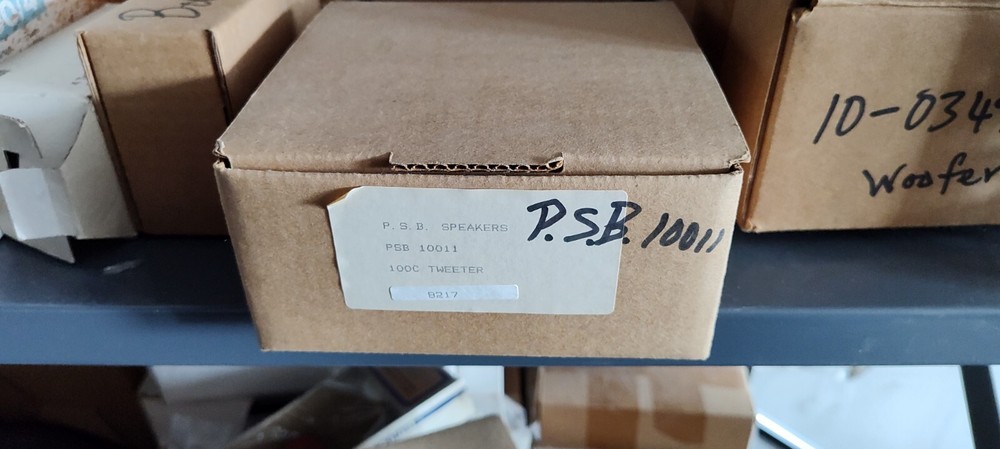 P.S.B. SPEAKERS
PSB 10011
100C TWEETER
8217
P.S.B. 10011
10-034
Woofer